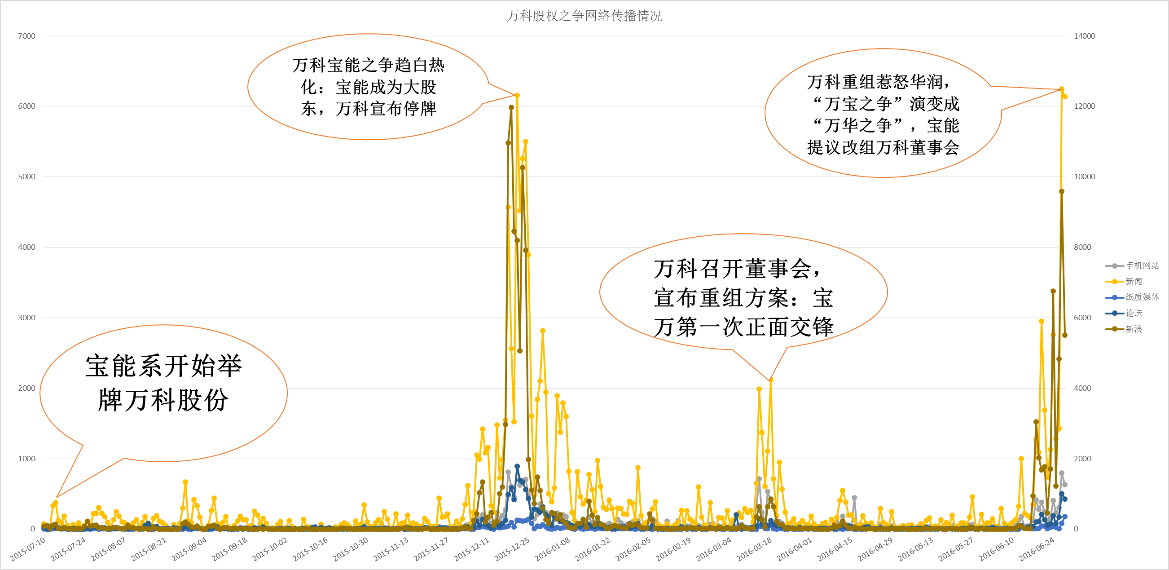 万科股权之争网络传播情况
7000
6000
5000
4000
3000
2000
1000
0
14000
12000
10000
8000
6000
4000
2000
0
万科宝能之争趋白热
化：宝能成为大股
东，万科宣布停牌
万科重组惹怒华润，
“万宝之争”演变成
“万华之争”，宝能
提议改组万科董事会
万科召开董事会，
宣布重组方案：宝
万第一次正面交锋
宝能系开始举
牌万科股份
手机网站
新闻
纸质媒体
论坛
新浪
2015-07-10
2015-07-24
2015-08-07
2015-08-21
2015-09-04
2015-09-18
2015-10-02
2015-10-16
2015-10-30
2015-11-13
2015-11-27
2015-12-11
2015-12-25
2016-01-08
2016-01-22
2016-02-05
2016-02-19
2016-03-04
2016-03-18
2016-04-01
2016-04-15
2016-04-29
2016-05-13
2016-05-27
2016-06-10
2016-06-24